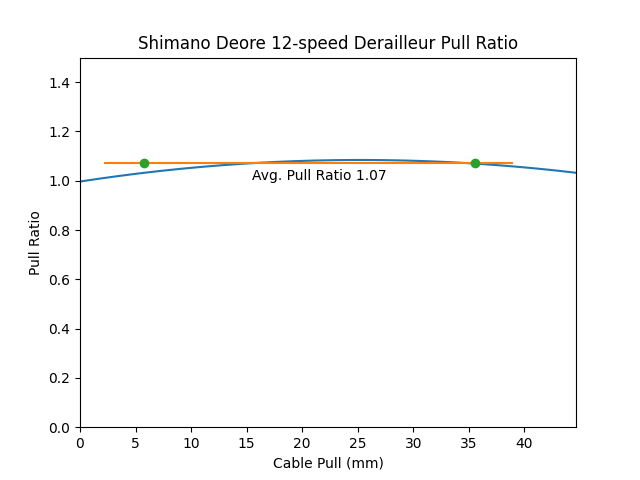 Shimano Deore 12-speed Derailleur Pull Ratio
1.4
1.2
1.0
0.8
0.6
0.4
0.2
0.0
Pull Ratio
Avg. Pull Ratio 1.07
0 5 10 15 20 25 30 35 40
Cable Pull (mm)